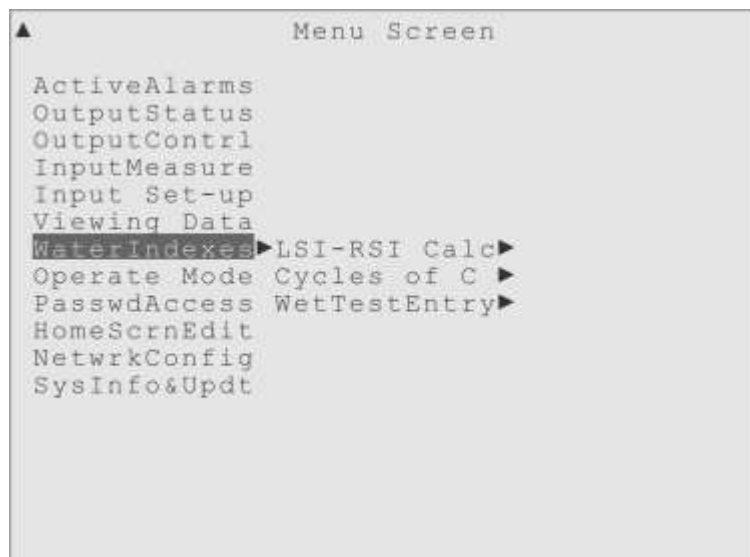 ▲ Menu Screen
ActiveAlarms
OutputStatus
OutputContrl
InputMeasure
Input Set-up
Viewing Data
WaterIndexes►LSI-RSI Calc►
Operate Mode Cycles of C ►
PasswdAccess WetTestEntry►
HomeScrnEdit
NetwrkConfig
SysInfo&Updt